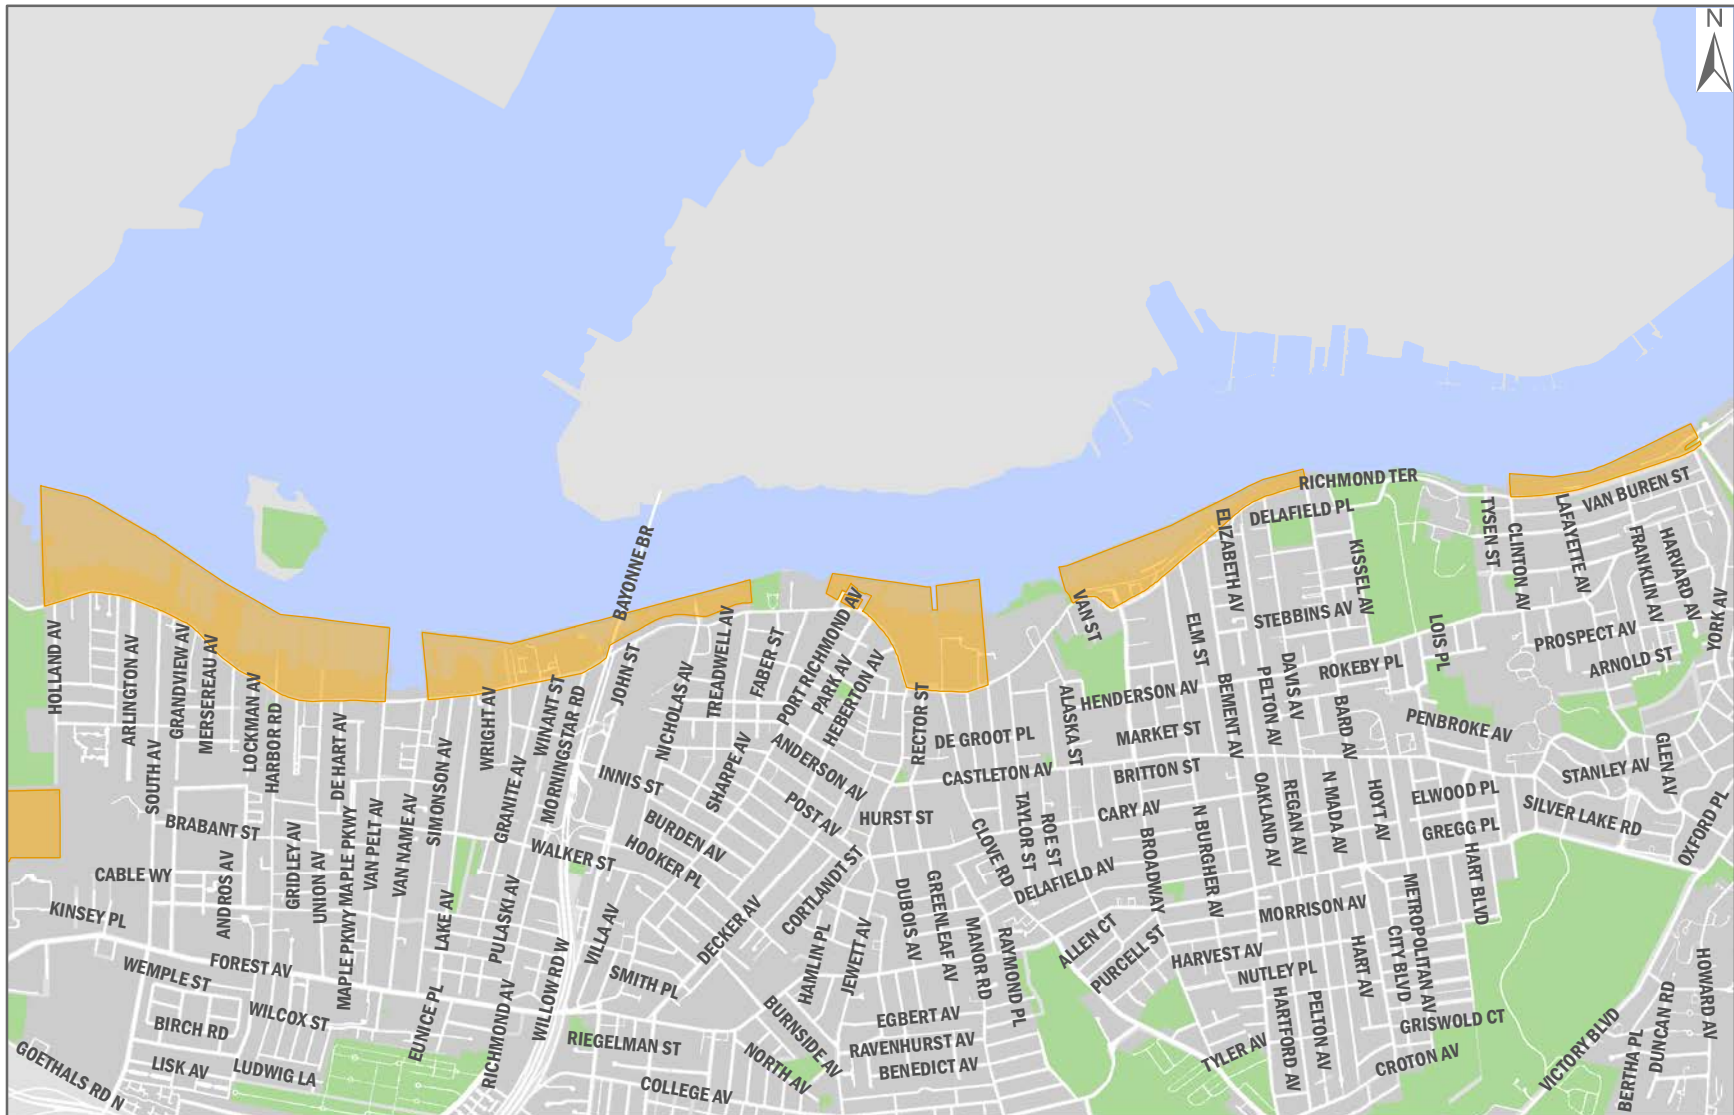 N
RICHMOND TER
VAN BUREN ST
DELAFIELD PL
TYSEN ST
CLINTON AV
LAFAYETTE AV
FRANKLIN AV
HARVARD AV
YORK AV
ELIZABETH AV
KISSEL AV
STEBBINS AV
LOIS PL
PROSPECT AV
ARNOLD ST
BAYONNE BR
VAN ST
ELM ST
ROKEBY PL
HOLLAND AV
ARLINGTON AV
GRANDVIEW AV
MERSEREAU AV
LOCKMAN AV
HARBOR RD
DE HART AV
SOUTH AV
SIMONSON AV
WRIGHT AV
WINANT ST
MORNINGSTAR RD
GRANITE AV
JOHN ST
NICHOLAS AV
TREADWELL AV
FABER ST
PORT RICHMOND AV
PARK AV
HEBERTON AV
RECTOR ST
ALASKA ST
HENDERSON AV
BEMENT AV
PELTON AV
DAVIS AV
BARD AV
PENBROKE AV
GLEN AV
STANLEY AV
DE GROOT PL
MARKET ST
CASTLETON AV
BRITTON ST
INNIS ST
SHARPE AV
ANDERSON AV
POST AV
HURST ST
BURDEN AV
HOOKER PL
WALKER ST
CARY AV
TAYLOR ST
ROE ST
CLOVE RD
DELAFIELD AV
BROADWAY
N BURGHER AV
OAKLAND AV
REGAN AV
N MADA AV
HOYT AV
ELWOOD PL
GREGG PL
SILVER LAKE RD
OXFORD PL
HART BLVD
BRABANT ST
CABLE WY
ANDROS AV
GRIDLEY AV
UNION AV
MAPLE PKWY
MAPLE PKWY
VAN PELT AV
VAN NAME AV
LAKE AV
PULASKI AV
KINSEY PL
FOREST AV
WEMPLE ST
WILCOX ST
BIRCH RD
LISK AV
LUDWIG LA
GOETHALS RD N
EUNICE PL
RICHMOND AV
WILLOW RD W
VILLA AV
SMITH PL
DECKER AV
CORTLANDT ST
HAMLIN PL
JEWETT AV
DUBOIS AV
GREENLEAF AV
MANOR RD
RAYMOND PL
ALLEN CT
PURCELL ST
HARVEST AV
MORRISON AV
NUTLEY PL
METROPOLITAN AV
CITY BLVD
HART AV
HARTFORD AV
PELTON AV
GRISWOLD CT
CROTON AV
TYLER AV
RIEGELMAN ST
COLLEGE AV
NORTH AV
BURNSIDE AV
EGBERT AV
RAVENHURST AV
BENEDICT AV
VICTORY BLVD
BERTHA PL
DUNCAN RD
HOWARD AV